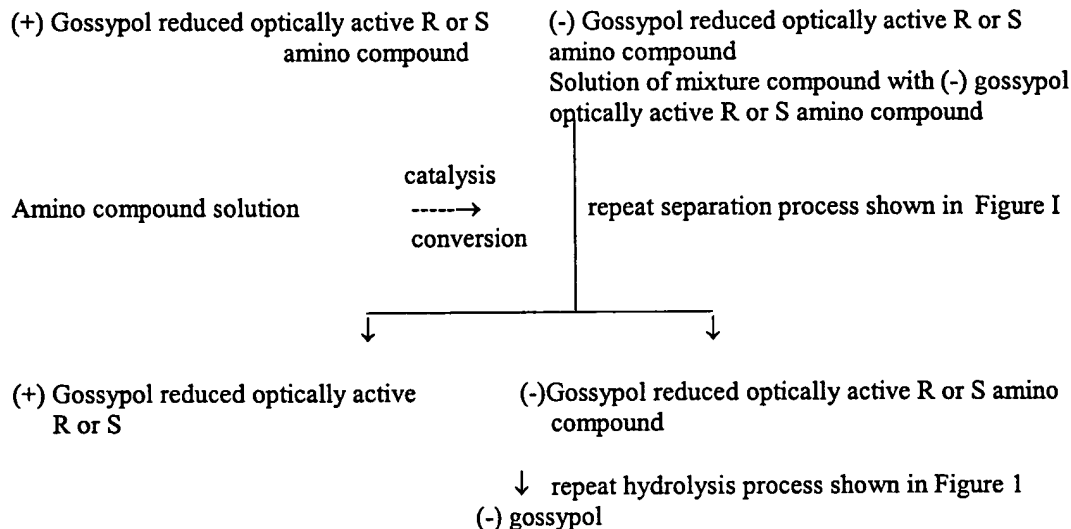 (+) Gossypol reduced optically active R or S
amino compound
(-) Gossypol reduced optically active R or S
amino compound
Solution of mixture compound with (-) gossypol
optically active R or S amino compound
Amino compound solution
catalysis
-----→
conversion
repeat separation process shown in Figure I
(+) Gossypol reduced optically active
R or S
(-)Gossypol reduced optically active R or S amino
compound
↓ repeat hydrolysis process shown in Figure 1
(-) gossypol